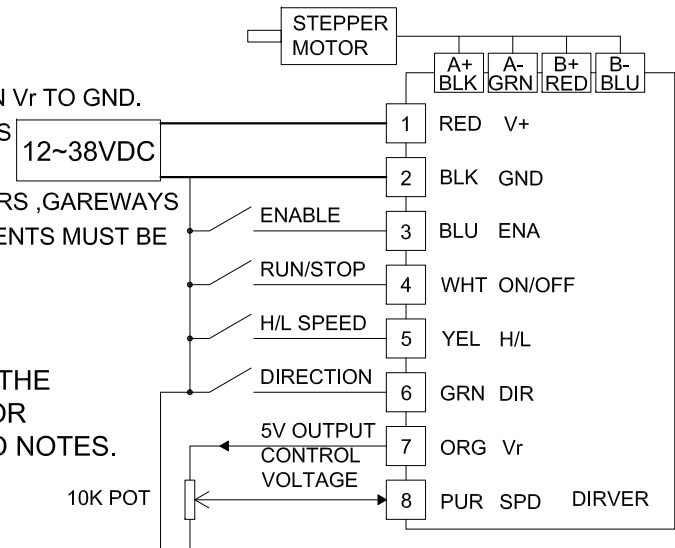 STEPPER
MOTOR
A+ A- B+ B-
BLK GRN RED BLU
N Vr TO GND.
S
12~38VDC
1 RED V+
2 BLK GND
RS ,GAREWAYS
ENTS MUST BE
ENABLE
3 BLU ENA
RUN/STOP
4 WHT ON/OFF
H/L SPEED
5 YEL H/L
THE
OR
O NOTES.
DIRECTION
6 GRN DIR
5V OUTPUT
CONTROL
VOLTAGE
7 ORG Vr
10K POT
8 PUR SPD DIRVER